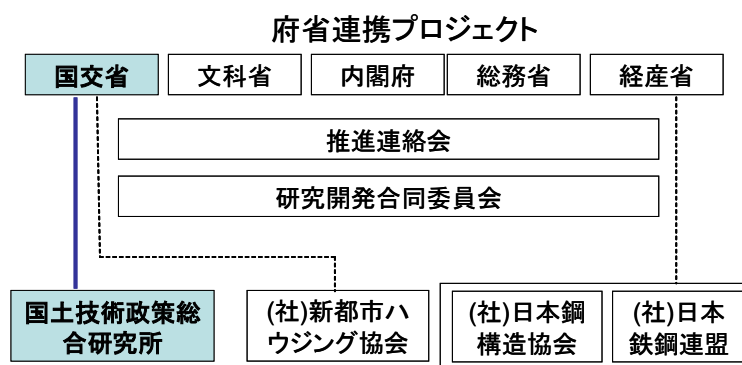 府省連携プロジェクト
国交省
文科省
内閣府
総務省
経産省
推進連絡会
研究開発合同委員会
国土技術政策総
合研究所
(社)新都市ハ
ウジング協会
(社)日本鋼
構造協会
(社)日本
鉄鋼連盟